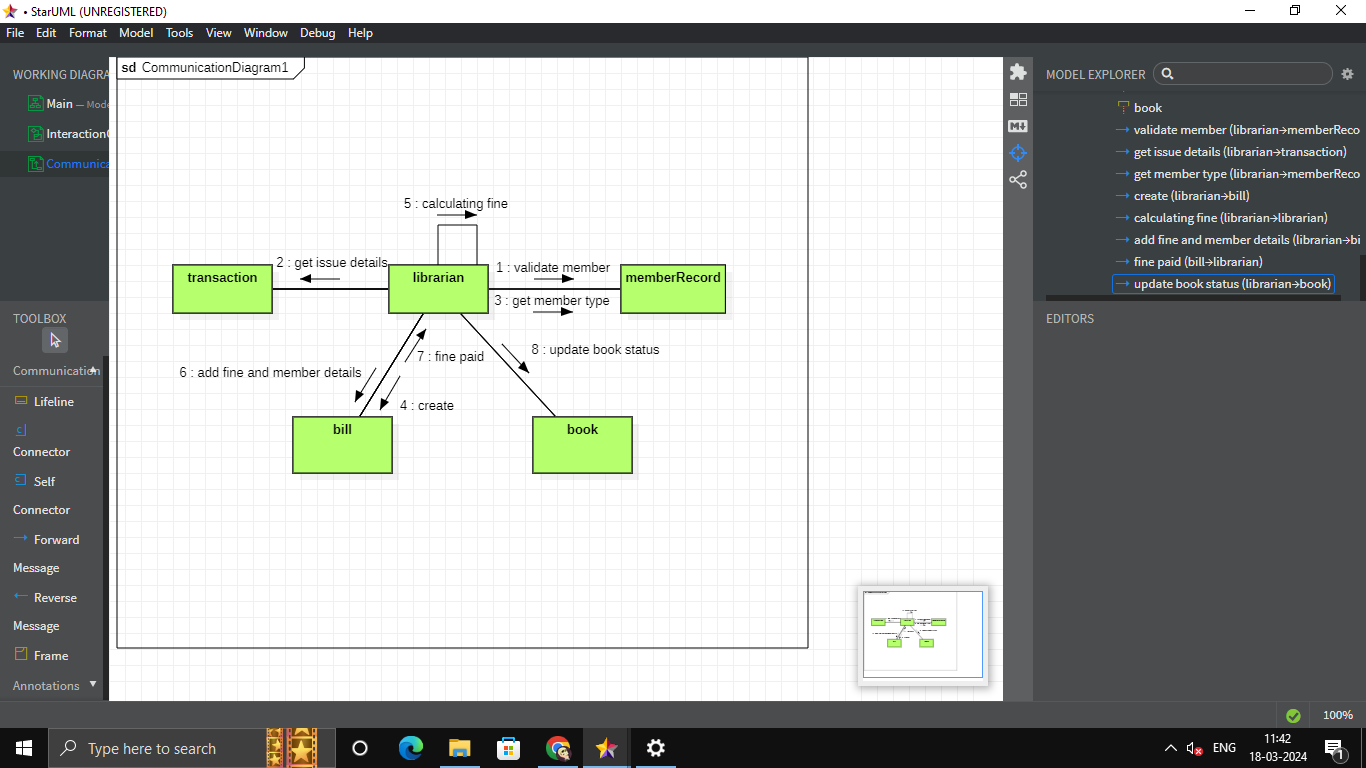 • StarUML (UNREGISTERED)
File Edit Format Model Tools View Window Debug Help
WORKING DIAGRA
Main — Mode
Interaction
Communica
TOOLBOX
Communication
Lifeline
Connector
Self
Connector
Forward
Message
Reverse
Message
Frame
Annotations
sd CommunicationDiagram1
5 : calculating fine
2 : get issue details
1 : validate member
transaction
librarian
memberRecord
3 : get member type
7 : fine paid
8 : update book status
6 : add fine and member details
4 : create
bill
book
MODEL EXPLORER
book
validate member (librarian→memberReco
get issue details (librarian→transaction)
get member type (librarian→memberReco
create (librarian→bill)
calculating fine (librarian→librarian)
add fine and member details (librarian→bi
fine paid (bill→librarian)
update book status (librarian→book)
EDITORS
100%
Type here to search
ENG
11:42
18-03-2024
1